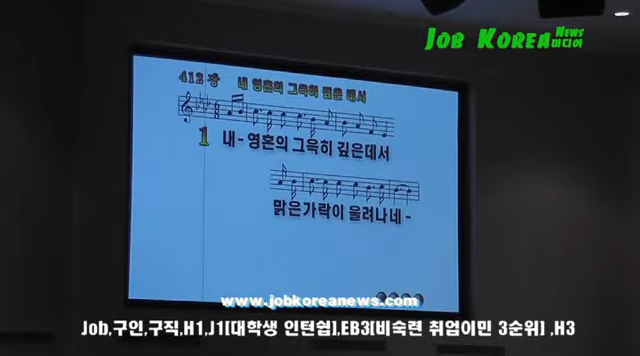 JOB KOREA NEWS 미디어
412장 내 영혼의 그윽히 깊은 데서
1 내-영혼의 그윽히 깊은데서
맑은가락이 울려나네-
www.jobkoreanews.com
Job,구인,구직,H1,J1[대학생 인턴쉽],EB3[비숙련 취업이민 3순위] ,H3